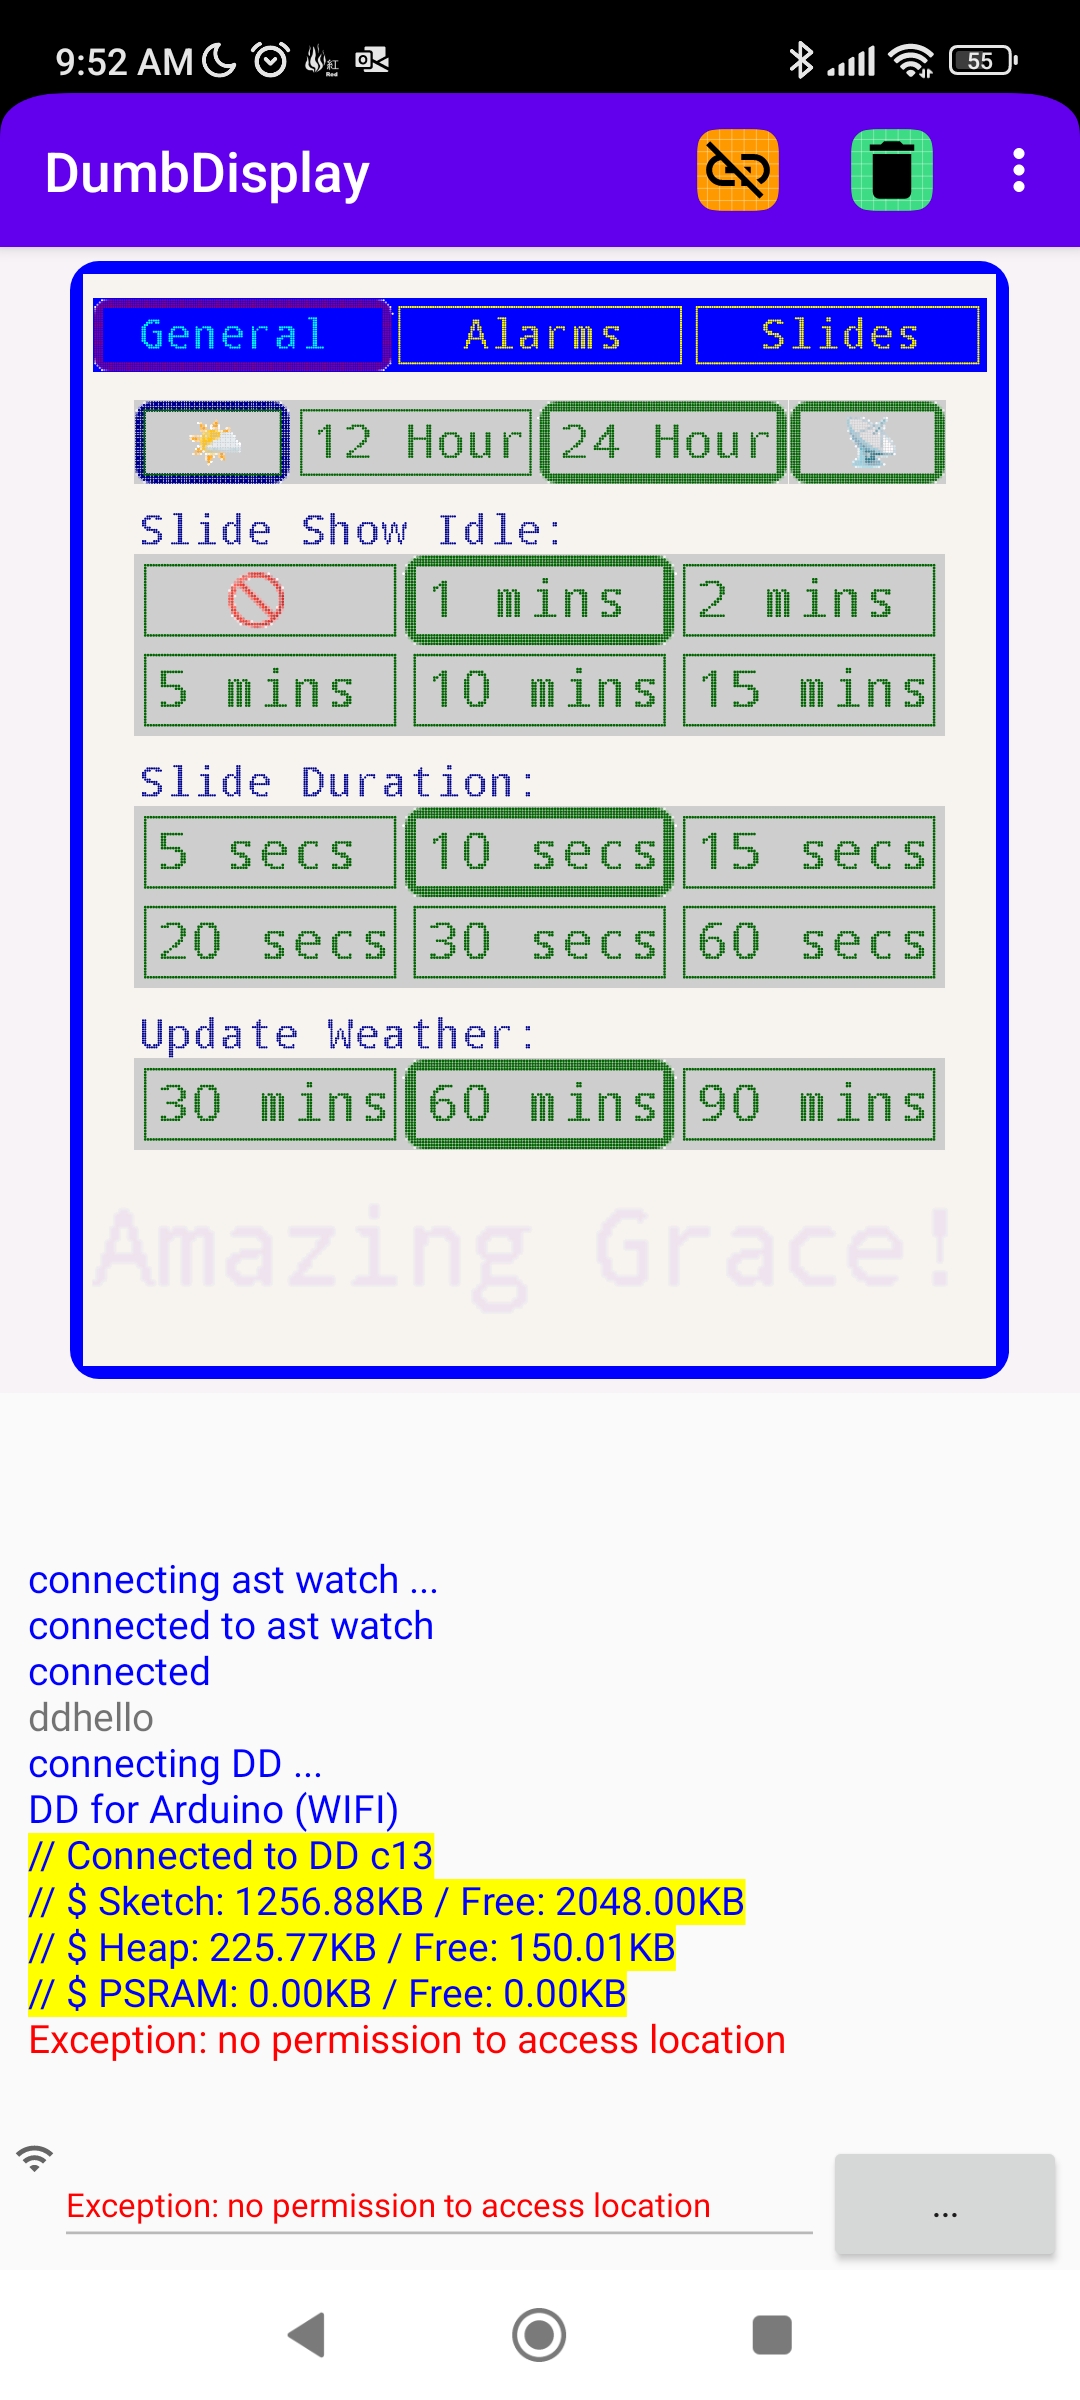 9:52 AM 紅 Red 55
DumbDisplay
General Alarms Slides
12 Hour 24 Hour
Slide Show Idle:
1 mins 2 mins
5 mins 10 mins 15 mins
Slide Duration:
5 secs 10 secs 15 secs
20 secs 30 secs 60 secs
Update Weather:
30 mins 60 mins 90 mins
Amazing Grace!
connecting ast watch ...
connected to ast watch
connected
ddhello
connecting DD ...
DD for Arduino (WIFI)
// Connected to DD c13
// $ Sketch: 1256.88KB / Free: 2048.00KB
// $ Heap: 225.77KB / Free: 150.01KB
// $ PSRAM: 0.00KB / Free: 0.00KB
Exception: no permission to access location
Exception: no permission to access location ...